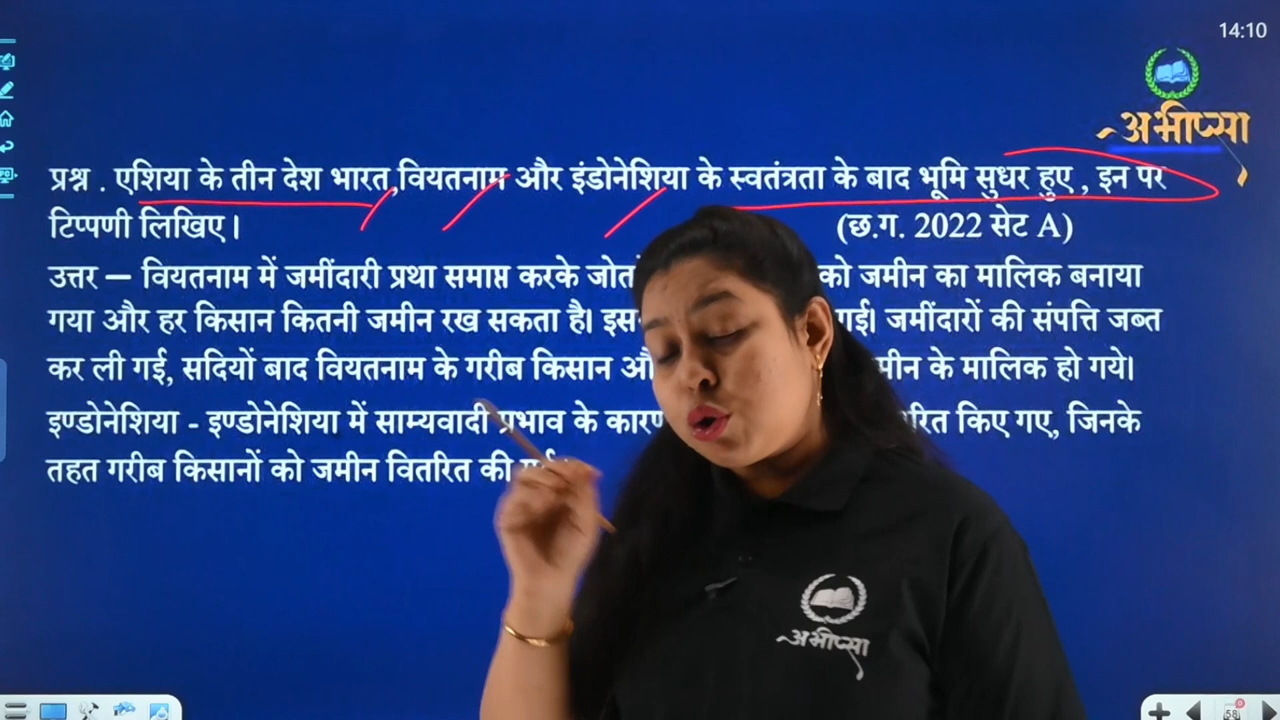 14:10
अभीप्सा
प्रश्न . एशिया के तीन देश भारत,वियतनाम और इंडोनेशिया के स्वतंत्रता के बाद भूमि सुधर हुए , इन पर
टिप्पणी लिखिए। (छ.ग. 2022 सेट A)
उत्तर – वियतनाम में जमींदारी प्रथा समाप्त करके को जमीन का मालिक बनाया
गया और हर किसान कितनी जमीन रख सकता है। गई। जमींदारों की संपत्ति जब्त
कर ली गई, सदियों बाद वियतनाम के गरीब किसान के मालिक हो गये।
इण्डोनेशिया - इण्डोनेशिया में साम्यवादी प्रभाव के किए गए, जिनके
तहत गरीब किसानों को जमीन वितरित की
अभीप्सा
58